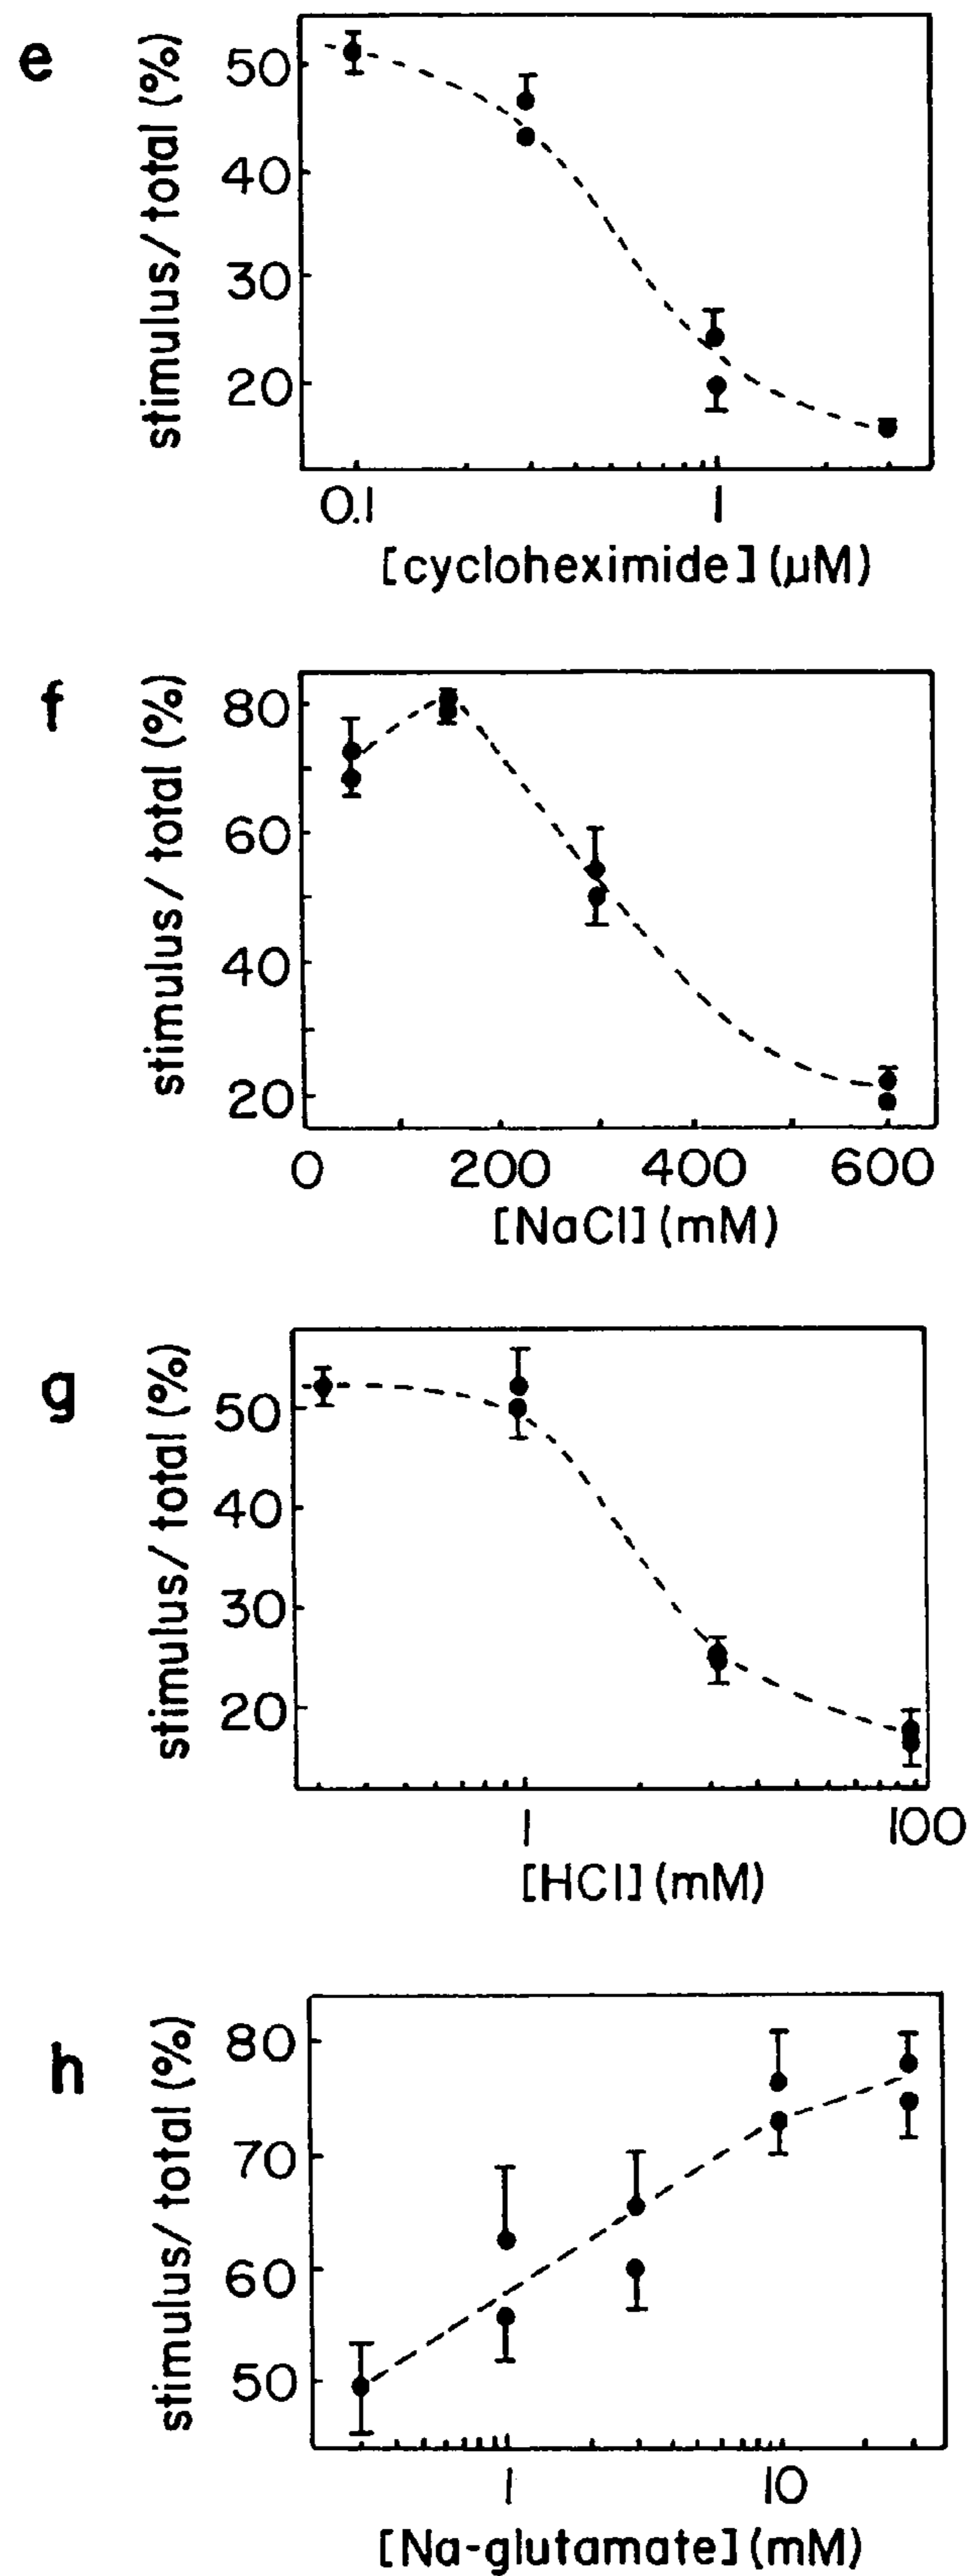 e
stimulus/total (%)
50
40
30
20
0.1
1
[cycloheximide] (µM)
f
stimulus/total (%)
80
60
40
20
0
200
400
600
[NaCl] (mM)
g
stimulus/total (%)
50
40
30
20
1
100
[HCl] (mM)
h
stimulus/total (%)
80
70
60
50
1
10
[Na-glutamate] (mM)